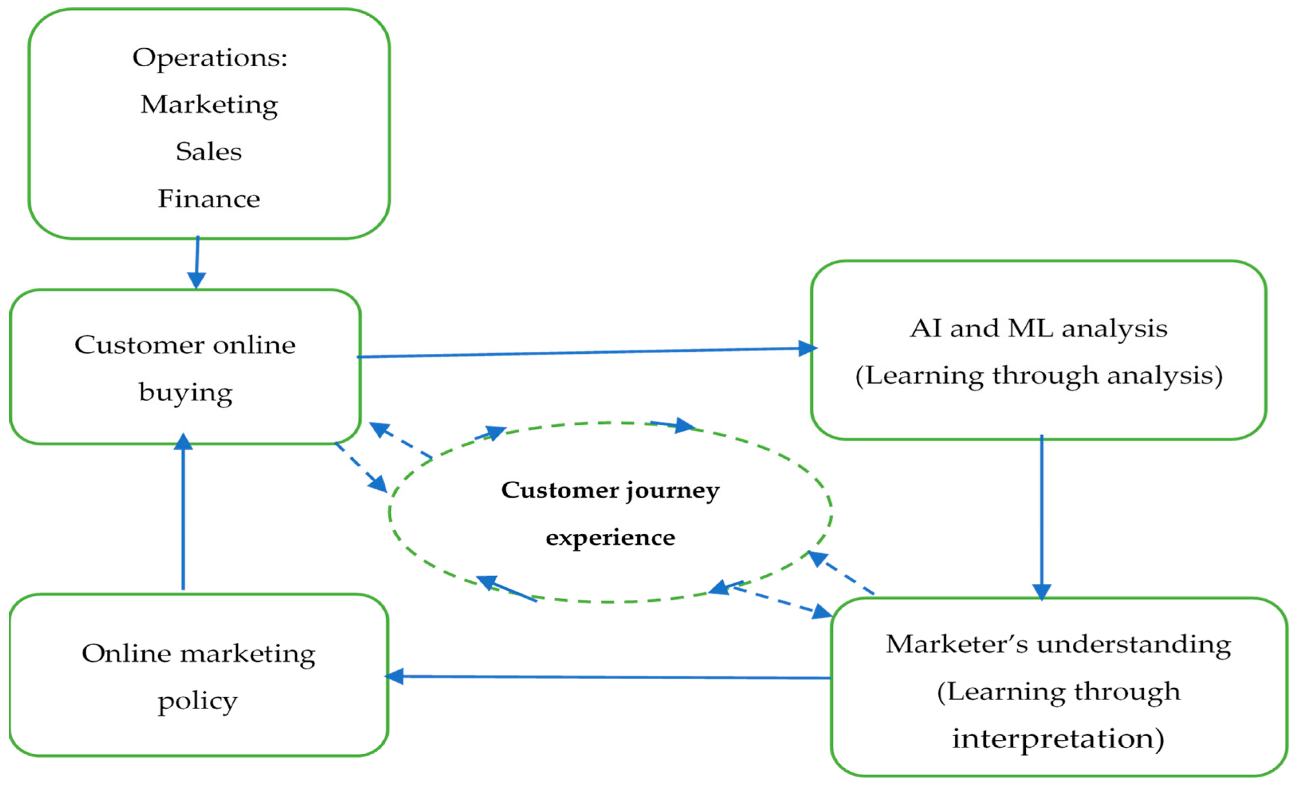 Operations:
Marketing
Sales
Finance
Customer online
buying
AI and ML analysis
(Learning through analysis)
Customer journey
experience
Online marketing
policy
Marketer’s understanding
(Learning through
interpretation)